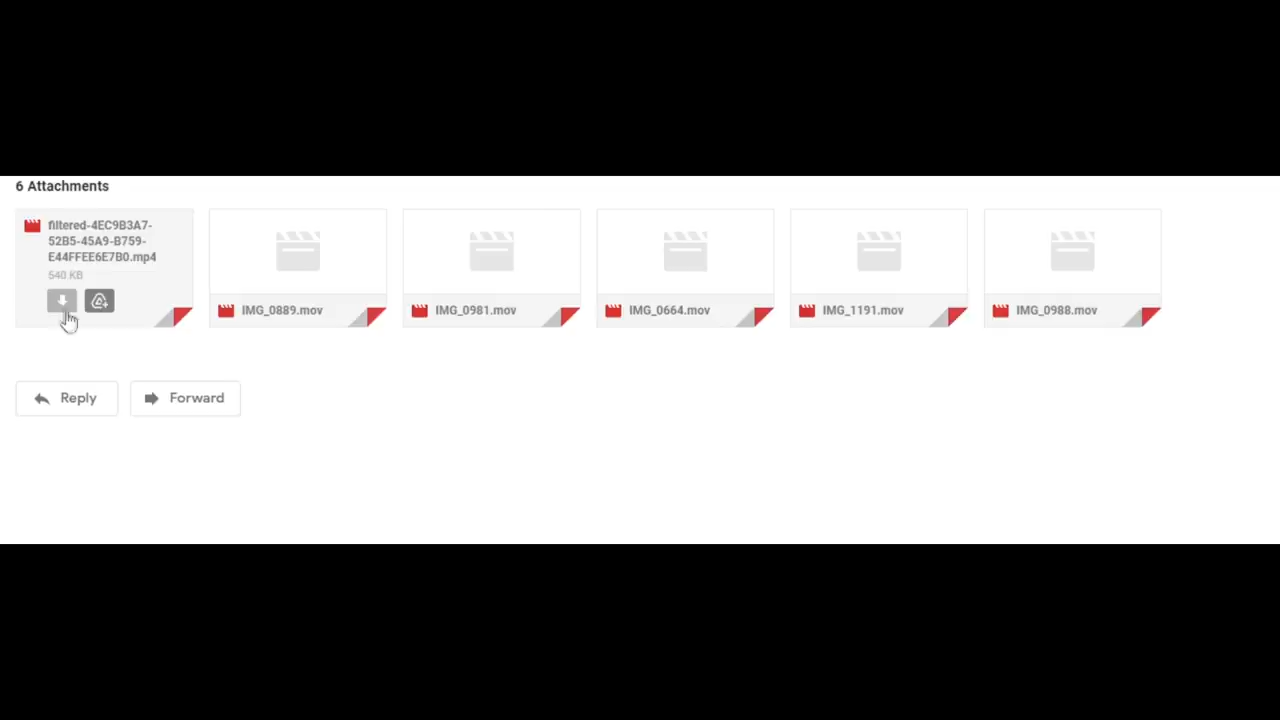 6 Attachments
filtered-4EC9B3A7-
52B5-45A9-B759-
E44FFEE6E7B0.mp4
540 KB
IMG_0889.mov
IMG_0981.mov
IMG_0664.mov
IMG_1191.mov
IMG_0988.mov
Reply
Forward